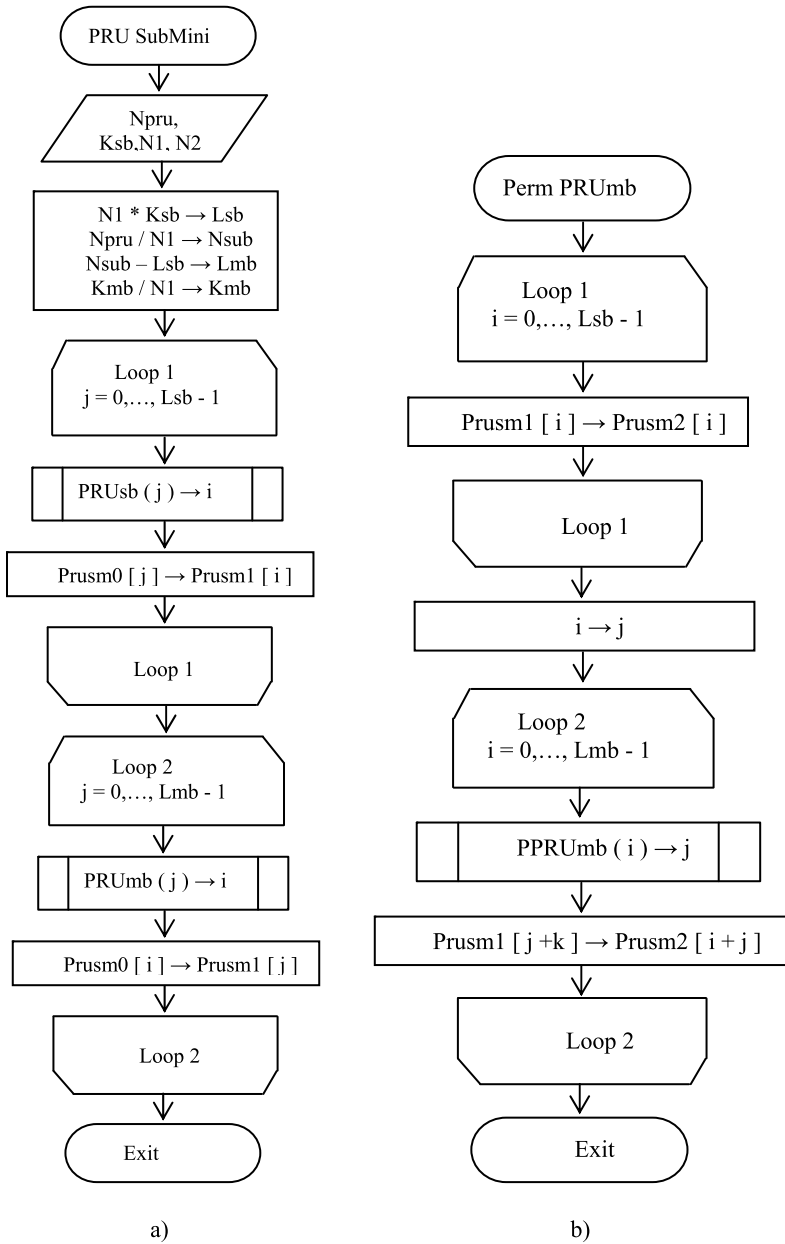 PRU SubMini
Npru,
Ksb,N1, N2
N1 * Ksb → Lsb
Npru / N1 → Nsub
Nsub – Lsb → Lmb
Kmb / N1 → Kmb
Loop 1
j = 0,…, Lsb - 1
PRUsb ( j ) → i
Prusm0 [ j ] → Prusm1 [ i ]
Loop 1
Loop 2
j = 0,…, Lmb - 1
PRUmb ( j ) → i
Prusm0 [ i ] → Prusm1 [ j ]
Loop 2
Exit
a)
Perm PRUmb
Loop 1
i = 0,…, Lsb - 1
Prusm1 [ i ] → Prusm2 [ i ]
Loop 1
i → j
Loop 2
i = 0,…, Lmb - 1
PPRUmb ( i ) → j
Prusm1 [ j +k ] → Prusm2 [ i + j ]
Loop 2
Exit
b)